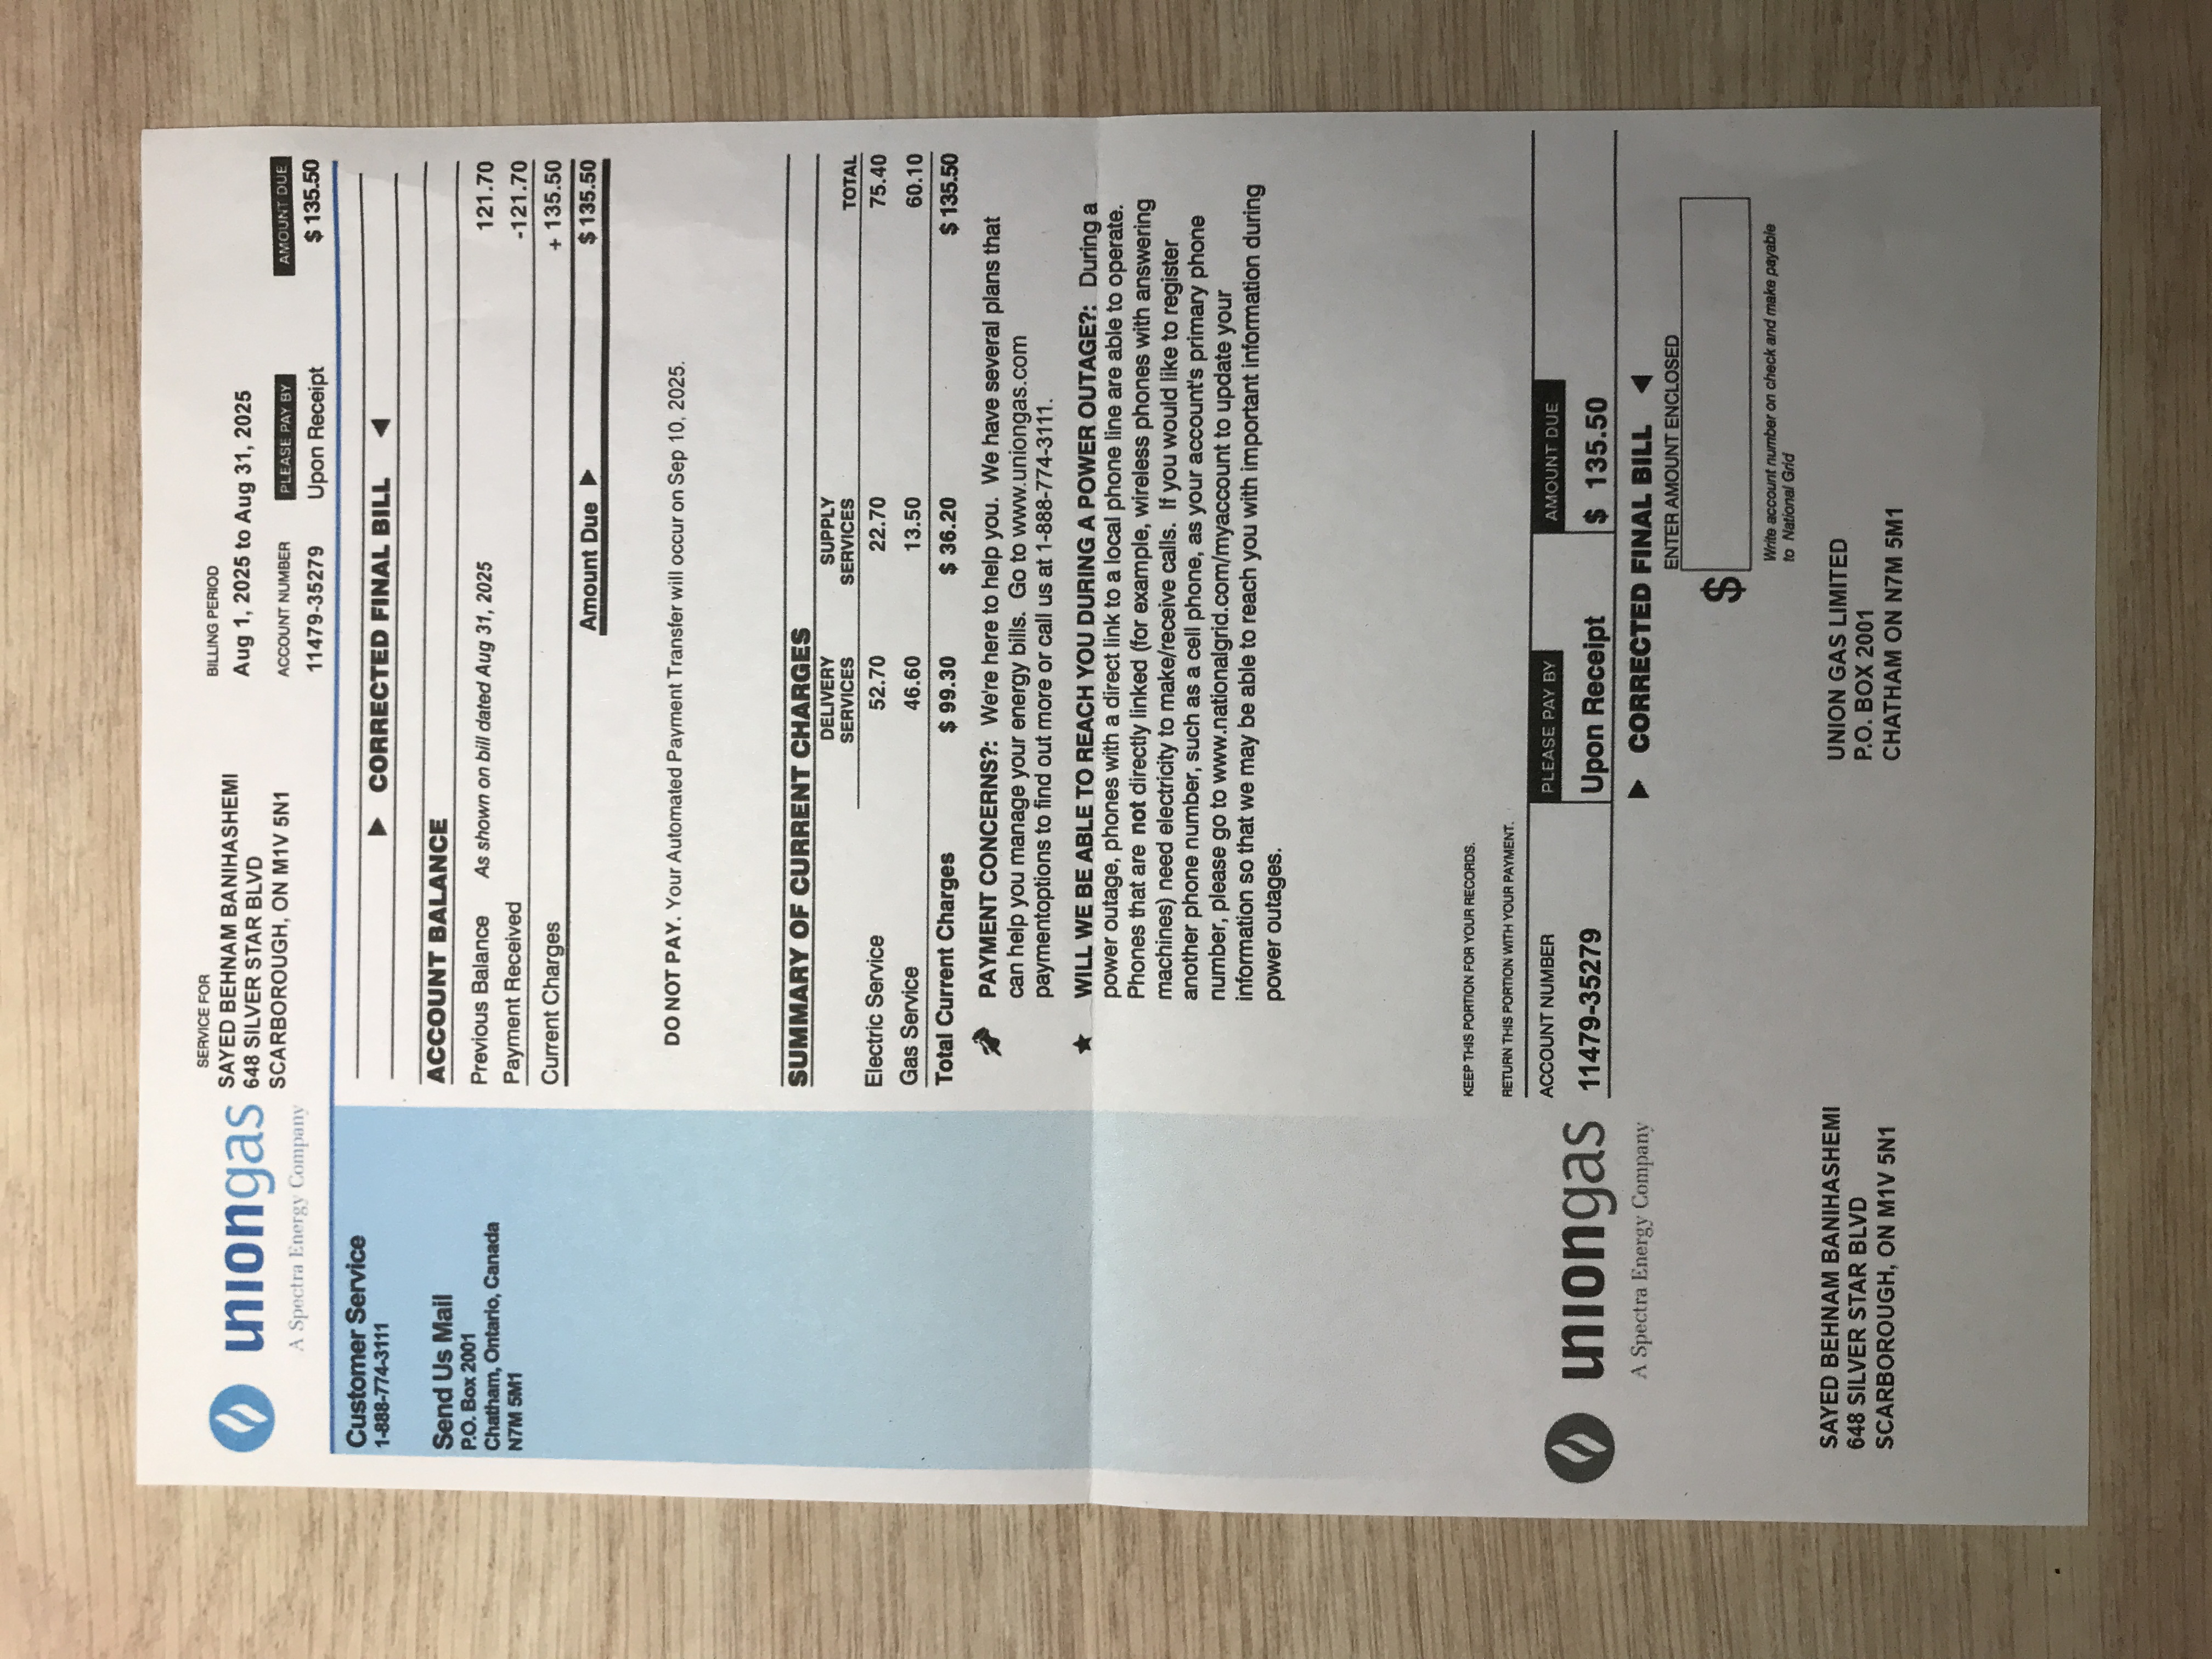 uniongas
A Spectra Energy Company
SERVICE FOR
SAYED BEHNAM BANIHASHEMI
648 SILVER STAR BLVD
SCARBOROUGH, ON M1V 5N1
BILLING PERIOD
Aug 1, 2025 to Aug 31, 2025
ACCOUNT NUMBER PLEASE PAY BY AMOUNT DUE
11479-35279 Upon Receipt $ 135.50
Customer Service
1-888-774-3111
Send Us Mail
P.O. Box 2001
Chatham, Ontario, Canada
N7M 5M1
▶ CORRECTED FINAL BILL ◀
ACCOUNT BALANCE
Previous Balance As shown on bill dated Aug 31, 2025 121.70
Payment Received -121.70
Current Charges + 135.50
Amount Due ▶ $ 135.50
DO NOT PAY. Your Automated Payment Transfer will occur on Sep 10, 2025.
SUMMARY OF CURRENT CHARGES
DELIVERY SUPPLY
SERVICES SERVICES TOTAL
Electric Service 52.70 22.70 75.40
Gas Service 46.60 13.50 60.10
Total Current Charges $ 99.30 $ 36.20 $ 135.50
PAYMENT CONCERNS?: We're here to help you. We have several plans that
can help you manage your energy bills. Go to www.uniongas.com
paymentoptions to find out more or call us at 1-888-774-3111.
★ WILL WE BE ABLE TO REACH YOU DURING A POWER OUTAGE?: During a
power outage, phones with a direct link to a local phone line are able to operate.
Phones that are not directly linked (for example, wireless phones with answering
machines) need electricity to make/receive calls. If you would like to register
another phone number, such as a cell phone, as your account's primary phone
number, please go to www.nationalgrid.com/myaccount to update your
information so that we may be able to reach you with important information during
power outages.
KEEP THIS PORTION FOR YOUR RECORDS.
RETURN THIS PORTION WITH YOUR PAYMENT.
uniongas
A Spectra Energy Company
ACCOUNT NUMBER PLEASE PAY BY AMOUNT DUE
11479-35279 Upon Receipt $ 135.50
▶ CORRECTED FINAL BILL ◀
ENTER AMOUNT ENCLOSED
$
Write account number on check and make payable
to National Grid
SAYED BEHNAM BANIHASHEMI
648 SILVER STAR BLVD
SCARBOROUGH, ON M1V 5N1
UNION GAS LIMITED
P.O. BOX 2001
CHATHAM ON N7M 5M1